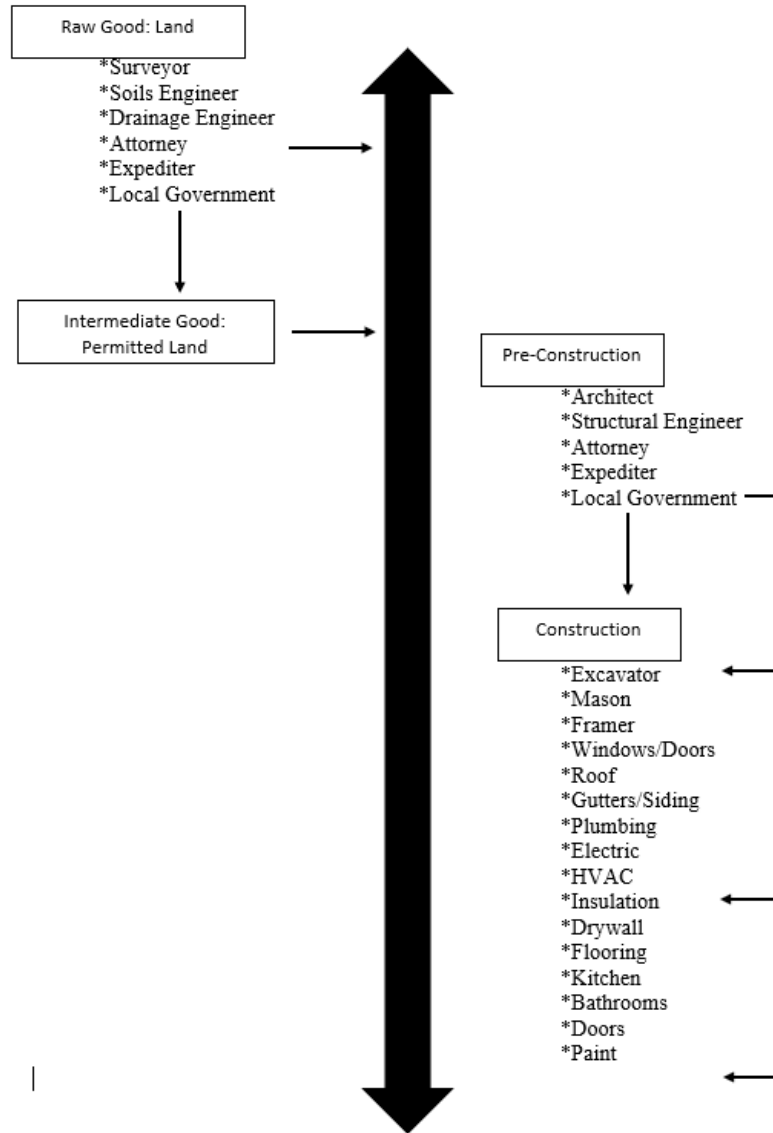 Raw Good: Land
*Surveyor
*Soils Engineer
*Drainage Engineer
*Attorney
*Expediter
*Local Government
Intermediate Good:
Permitted Land
Pre-Construction
*Architect
*Structural Engineer
*Attorney
*Expediter
*Local Government
Construction
*Excavator
*Mason
*Framer
*Windows/Doors
*Roof
*Gutters/Siding
*Plumbing
*Electric
*HVAC
*Insulation
*Drywall
*Flooring
*Kitchen
*Bathrooms
*Doors
*Paint